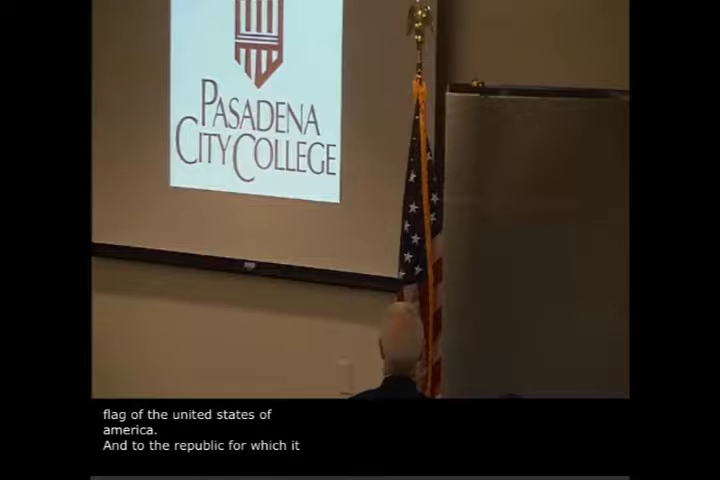 PASADENA
CITY COLLEGE
flag of the united states of
america.
And to the republic for which it